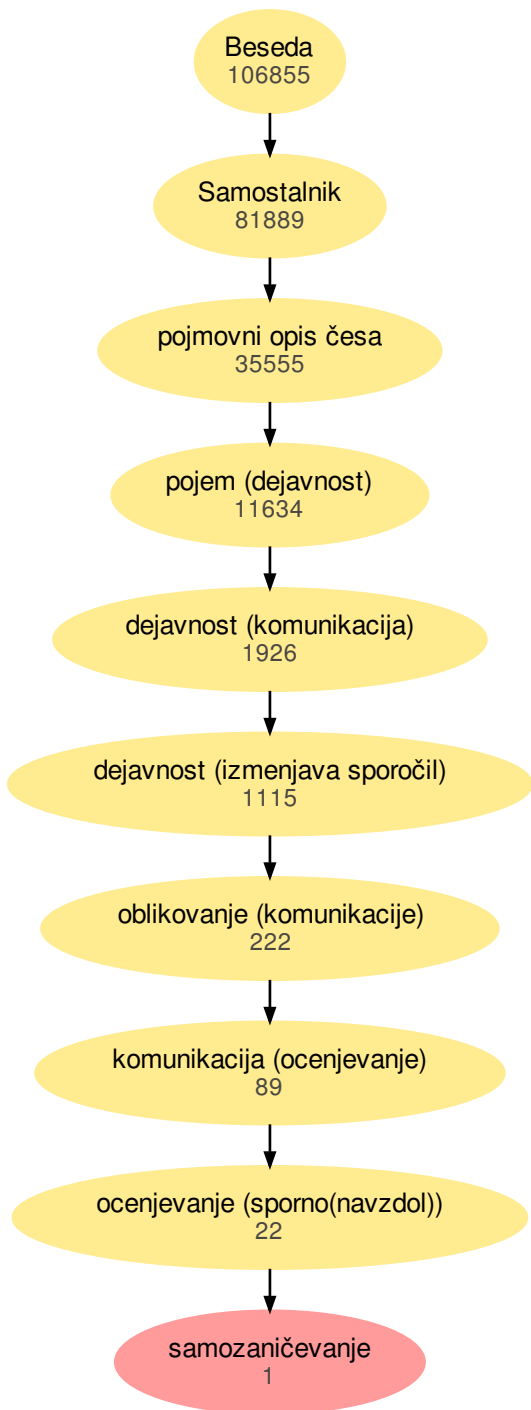 Beseda
106855
Samostalnik
81889
pojmovni opis česa
35555
pojem (dejavnost)
11634
dejavnost (komunikacija)
1926
dejavnost (izmenjava sporočil)
1115
oblikovanje (komunikacije)
222
komunikacija (ocenjevanje)
89
ocenjevanje (sporno(navzdol))
22
samozaničevanje
1